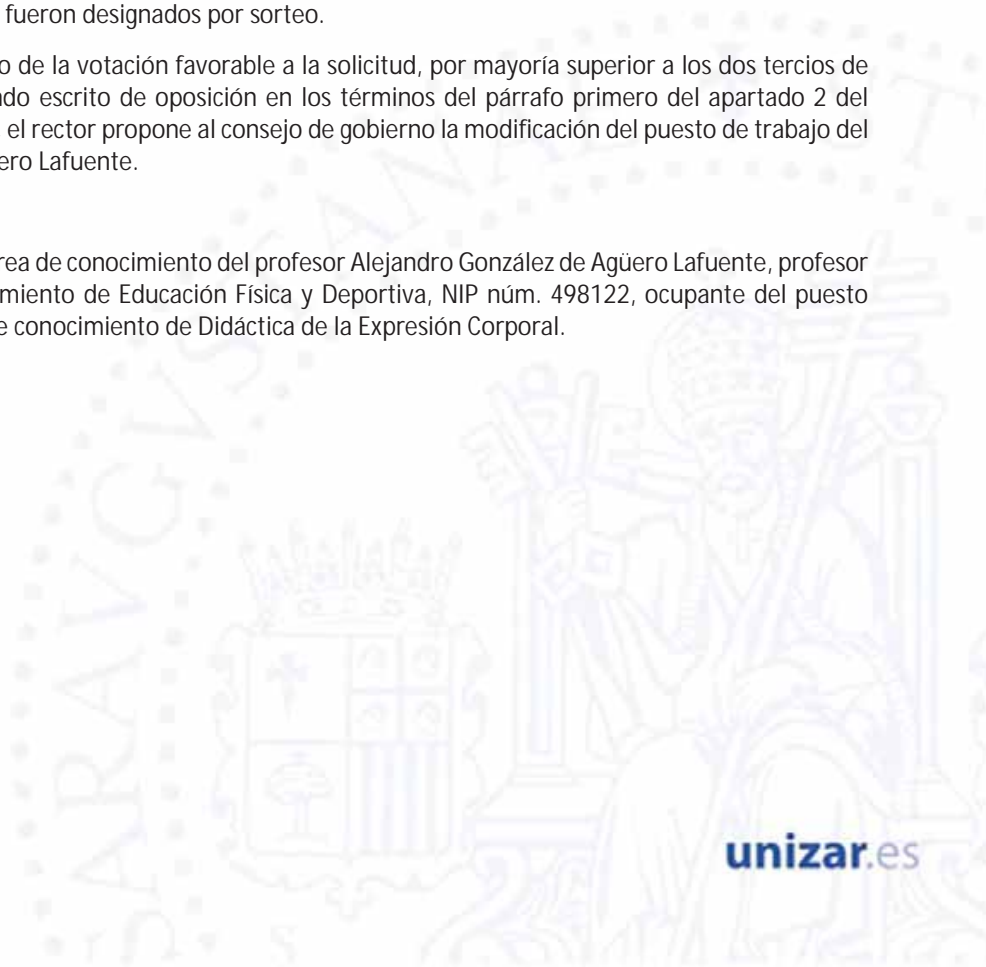 fueron designados por sorteo.
o de la votación favorable a la solicitud, por mayoría superior a los dos tercios de
ndo escrito de oposición en los términos del párrafo primero del apartado 2 del
el rector propone al consejo de gobierno la modificación del puesto de trabajo del
ero Lafuente.
rea de conocimiento del profesor Alejandro González de Agüero Lafuente, profesor
miento de Educación Física y Deportiva, NIP núm. 498122, ocupante del puesto
e conocimiento de Didáctica de la Expresión Corporal.
SARAVGVSTANAE
unizar.es